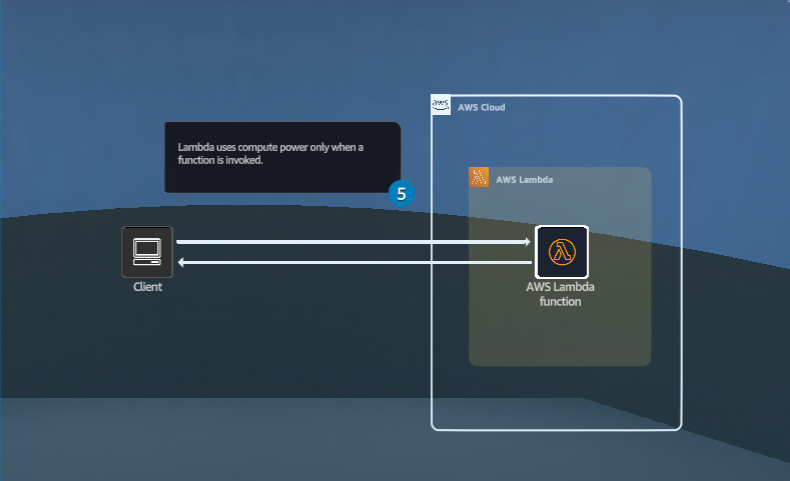 aws
AWS Cloud
Lambda uses compute power only when a
function is invoked.
5
AWS Lambda
Client
AWS Lambda
function